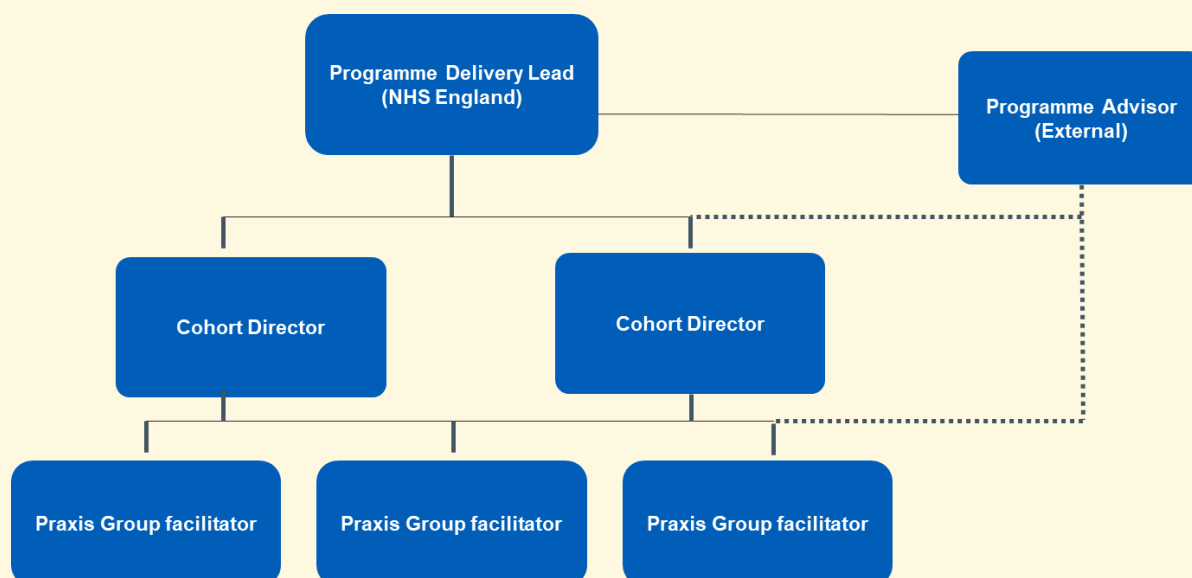 Programme Delivery Lead
(NHS England)
Programme Advisor
(External)
Cohort Director
Cohort Director
Praxis Group facilitator
Praxis Group facilitator
Praxis Group facilitator